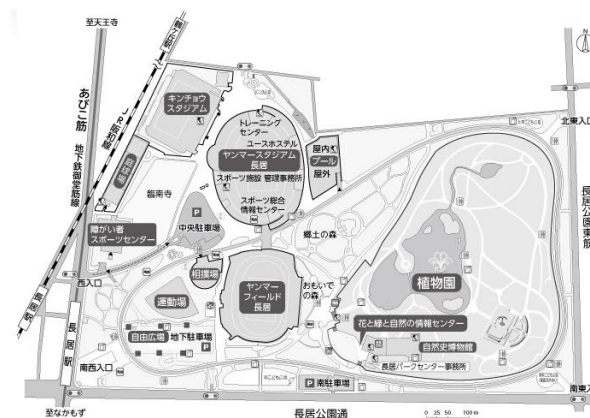 至天王寺
鶴ケ丘駅
N
あびこ筋
地下鉄御堂筋線
JR阪和線
キンチョウ
スタジアム
トレーニング
センター
ユースホステル
ヤンマースタジアム
長居
スポーツ施設 管理事務所
スポーツ総合
情報センター
屋内
プール
屋外
北東入口
長居公園東筋
臨南寺
P
中央駐車場
障がい者
スポーツセンター
郷土の森
植物園
西入口
相撲場
運動場
ヤンマー
フィールド
長居
おもいで
の森
花と緑と自然の情報センター
自然史博物館
長居パークセンター事務所
自由広場
地下駐車場
P
長居駅
長居駅
南西入口
P 南駐車場
南東入口
至なかもず
長居公園通
0 25 50 100 m